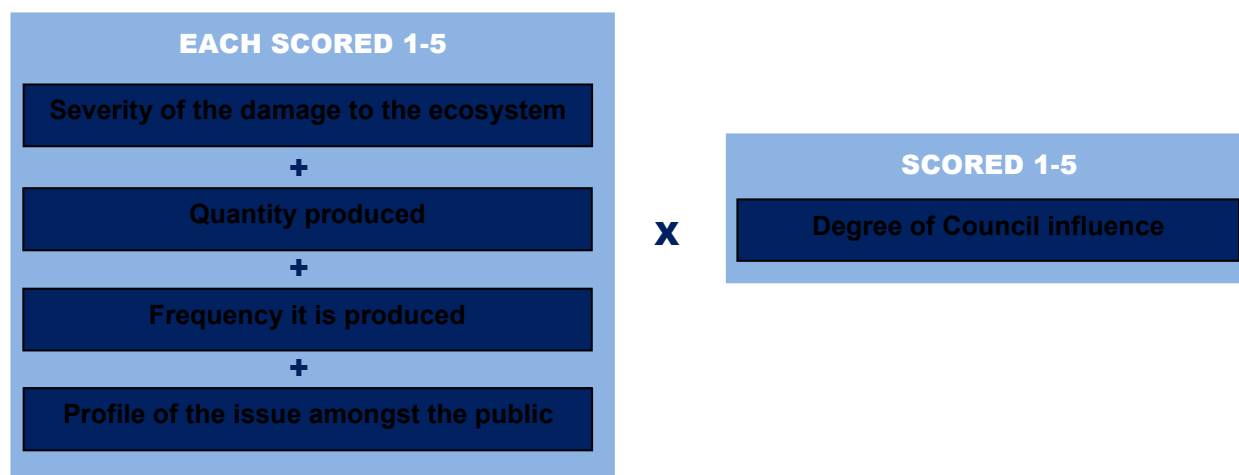 EACH SCORED 1-5
Severity of the damage to the ecosystem
+
Quantity produced
+
Frequency it is produced
+
Profile of the issue amongst the public
x
SCORED 1-5
Degree of Council influence